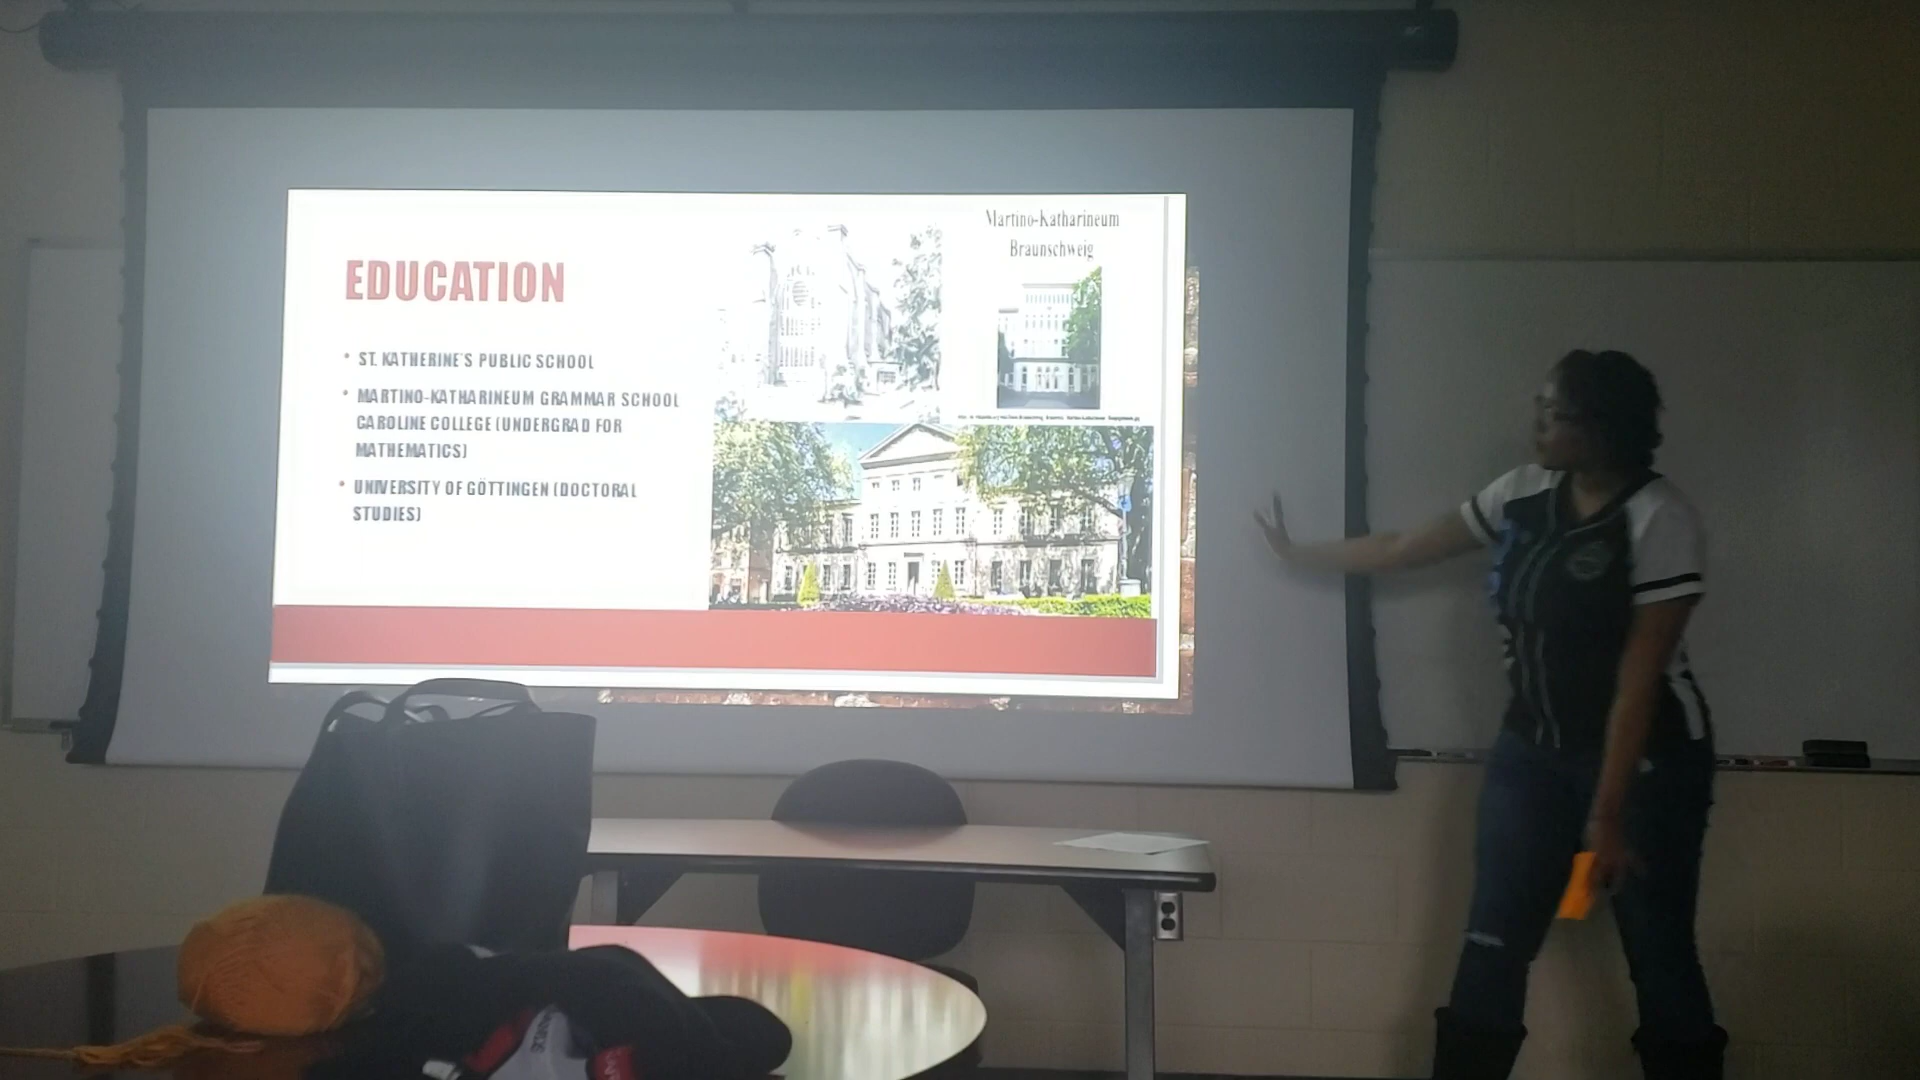 EDUCATION
• ST. KATHERINE'S PUBLIC SCHOOL
• MARTINO-KATHARINEUM GRAMMAR SCHOOL
CAROLINE COLLEGE (UNDERGRAD FOR
MATHEMATICS)
• UNIVERSITY OF GÖTTINGEN (DOCTORAL
STUDIES)
Martino-Katharineum
Braunschweig